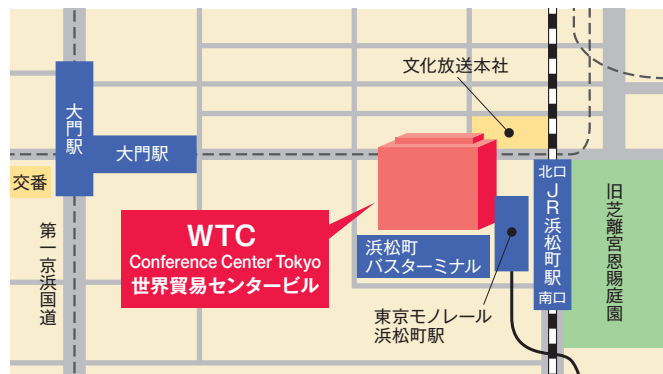 文化放送本社
大門駅
大門駅
交番
北口
JR浜松町駅
南口
旧芝離宮恩賜庭園
WTC
Conference Center Tokyo
世界貿易センタービル
浜松町
バスターミナル
第一京浜国道
東京モノレール
浜松町駅